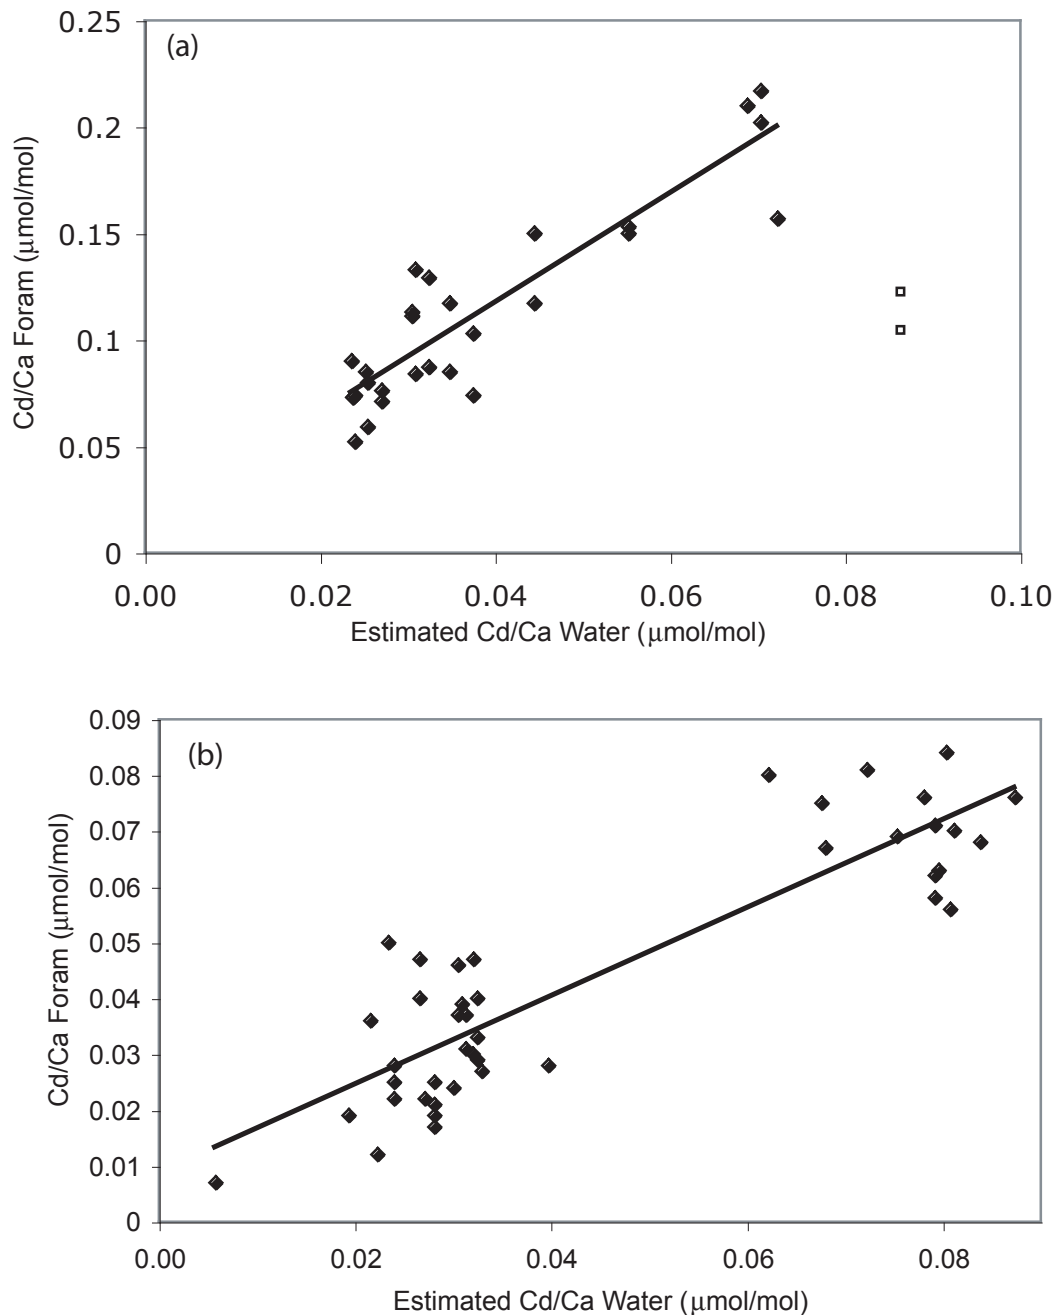 (a)
Cd/Ca Foram (μmol/mol)
0.25
0.2
0.15
0.1
0.05
0
0.00 0.02 0.04 0.06 0.08 0.10
Estimated Cd/Ca Water (μmol/mol)
(b)
Cd/Ca Foram (μmol/mol)
0.09
0.08
0.07
0.06
0.05
0.04
0.03
0.02
0.01
0
0.00 0.02 0.04 0.06 0.08
Estimated Cd/Ca Water (μmol/mol)